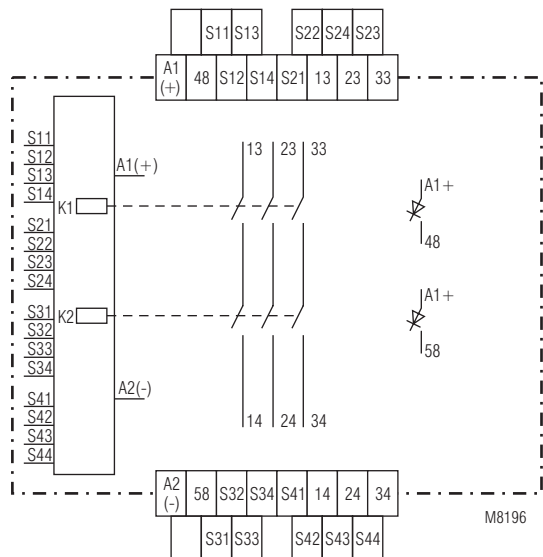 S11 S13 S22 S24 S23
A1 (+) 48 S12 S14 S21 13 23 33
S11
S12
S13
S14
A1(+)
K1
S21
S22
S23
S24
S31
K2
S32
S33
S34
A2(-)
S41
S42
S43
S44
13 23 33
14 24 34
A1+
48
A1+
58
A2 (-) 58 S32 S34 S41 14 24 34
S31 S33 S42 S43 S44
M8196